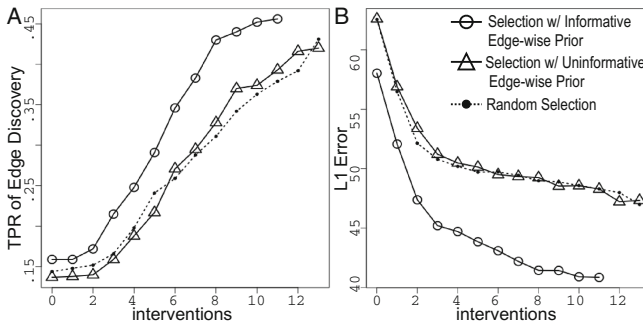 A
TPR of Edge Discovery
.45
.35
.25
.15
0 2 4 6 8 10 12
interventions
B
Selection w/ Informative
Edge-wise Prior
Selection w/ Uninformative
Edge-wise Prior
Random Selection
L1 Error
60
55
50
45
40
0 2 4 6 8 10 12
interventions